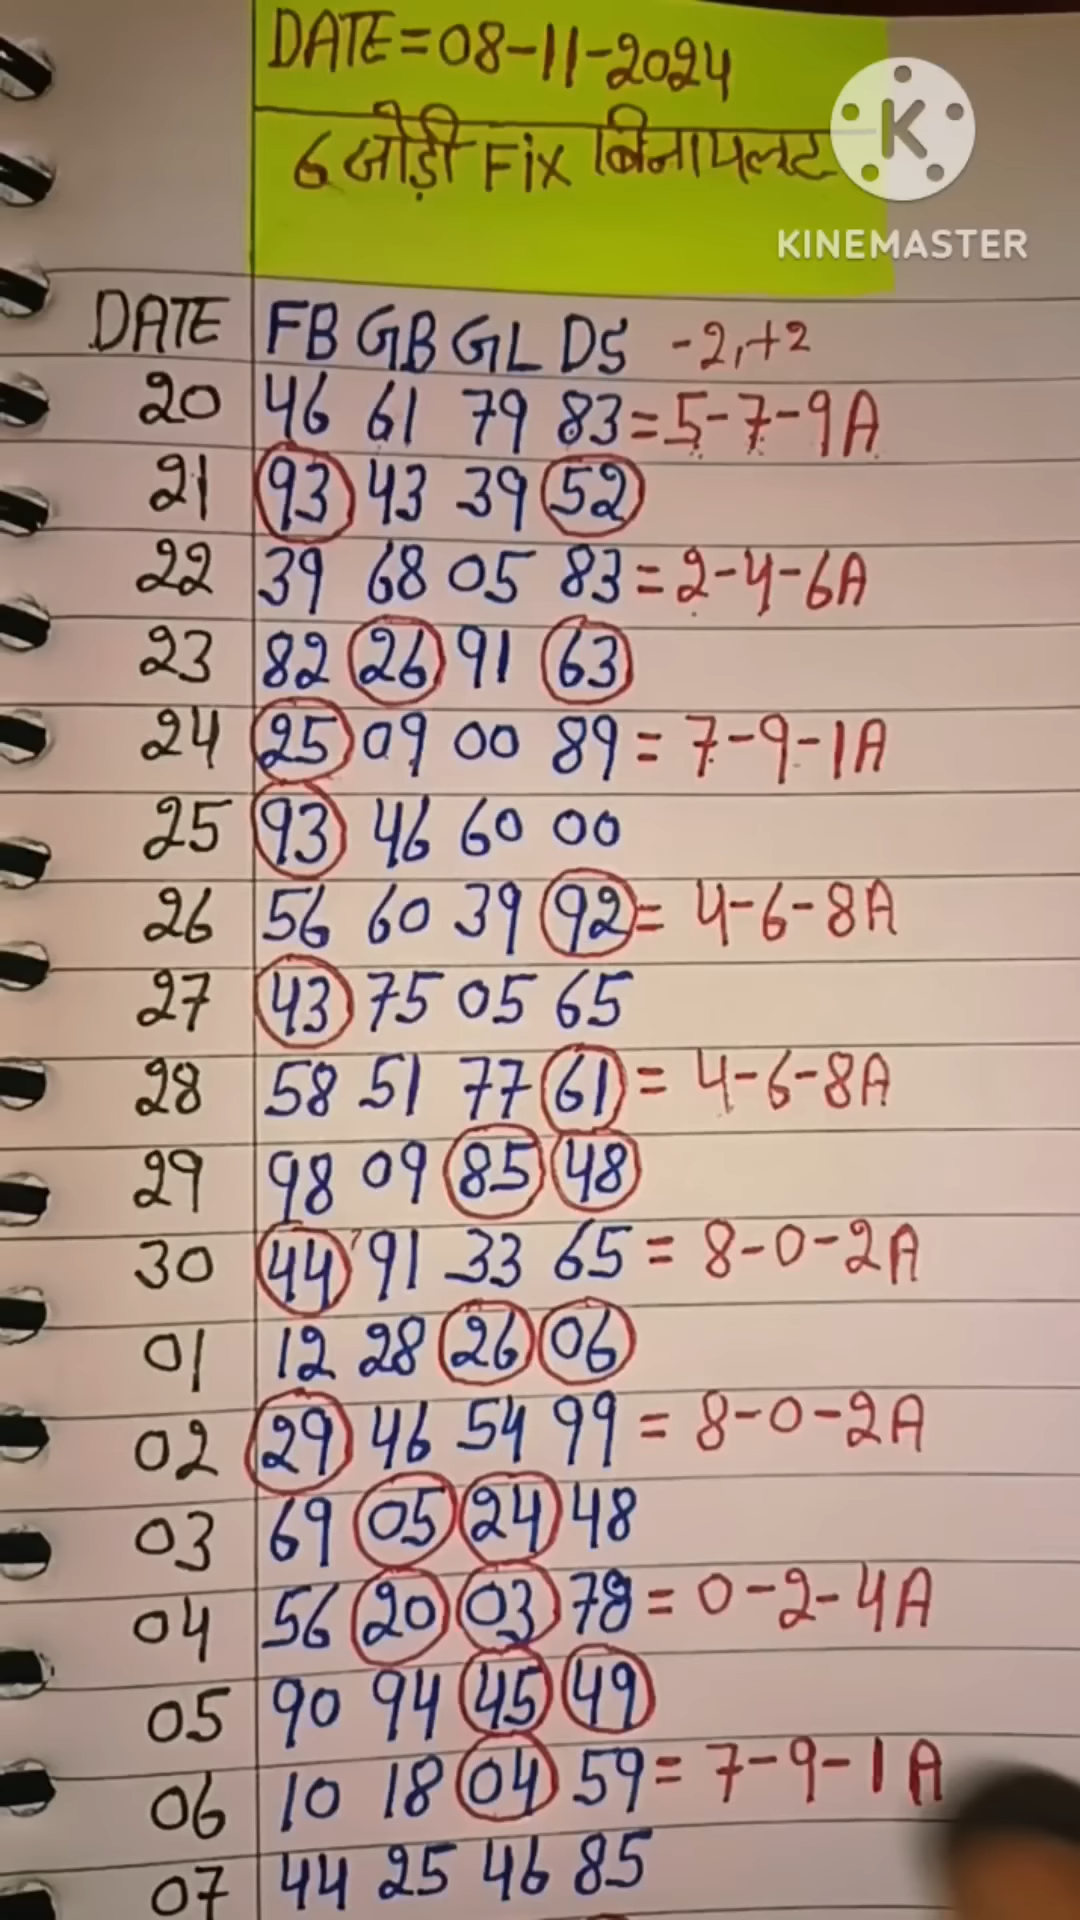 DATE=08-11-2024
6 जोड़ी Fix बिनापलट
K
KINEMASTER
DATE FB GB GL DS -2,+2
20 46 61 79 83=5-7-9A
21 93 43 39 52
22 39 68 05 83=2-4-6A
23 82 26 91 63
24 25 09 00 89=7-9-1A
25 93 46 60 00
26 56 60 39 92=4-6-8A
27 43 75 05 65
28 58 51 77 61=4-6-8A
29 98 09 85 48
30 44 91 33 65=8-0-2A
01 12 28 26 06
02 29 46 54 99=8-0-2A
03 69 05 24 48
04 56 20 03 78=0-2-4A
05 90 94 45 49
06 10 18 04 59=7-9-1A
07 44 25 46 85